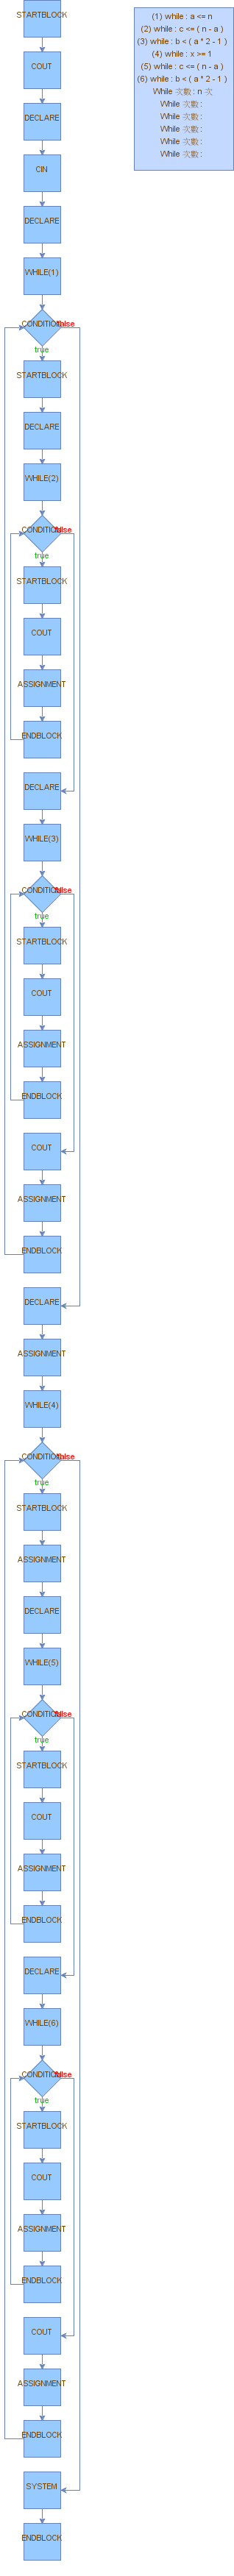 STARTBLOCK
(1) while : a <= n
(2) while : c <= ( n - a )
(3) while : b < ( a * 2 - 1 )
(4) while : x >= 1
(5) while : c <= ( n - a )
(6) while : b < ( a * 2 - 1 )
While 次數 : n 次
While 次數 :
While 次數 :
While 次數 :
While 次數 :
While 次數 :
COUT
DECLARE
CIN
DECLARE
WHILE(1)
CONDITION false
true
STARTBLOCK
DECLARE
WHILE(2)
CONDITION false
true
STARTBLOCK
COUT
ASSIGNMENT
ENDBLOCK
DECLARE
WHILE(3)
CONDITION false
true
STARTBLOCK
COUT
ASSIGNMENT
ENDBLOCK
COUT
ASSIGNMENT
ENDBLOCK
DECLARE
ASSIGNMENT
WHILE(4)
CONDITION false
true
STARTBLOCK
ASSIGNMENT
DECLARE
WHILE(5)
CONDITION false
true
STARTBLOCK
COUT
ASSIGNMENT
ENDBLOCK
DECLARE
WHILE(6)
CONDITION false
true
STARTBLOCK
COUT
ASSIGNMENT
ENDBLOCK
COUT
ASSIGNMENT
ENDBLOCK
SYSTEM
ENDBLOCK